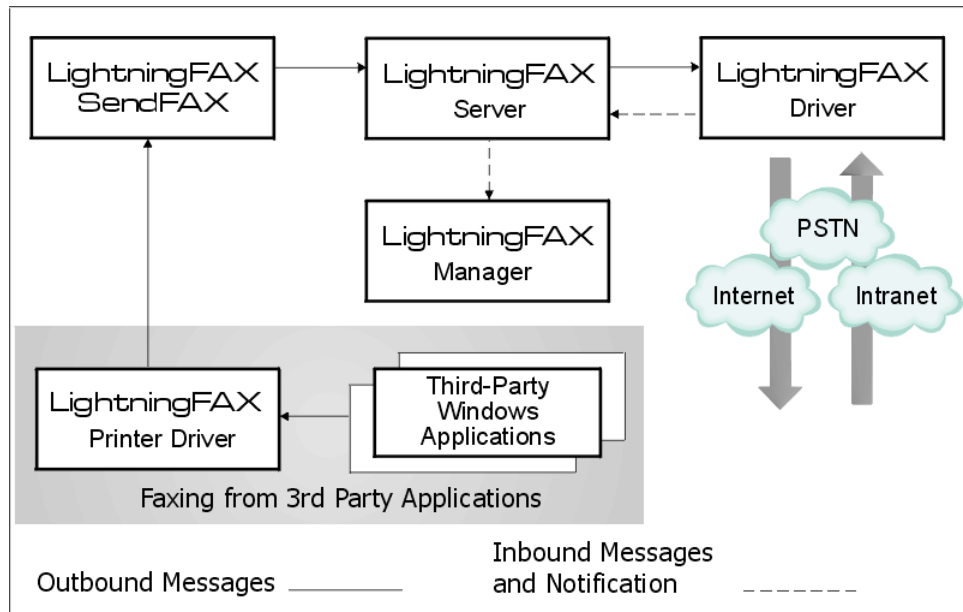 LightningFAX
SendFAX
LightningFAX
Server
LightningFAX
Driver
LightningFAX
Manager
PSTN
Internet
Intranet
LightningFAX
Printer Driver
Third-Party
Windows
Applications
Faxing from 3rd Party Applications
Outbound Messages
Inbound Messages
and Notification